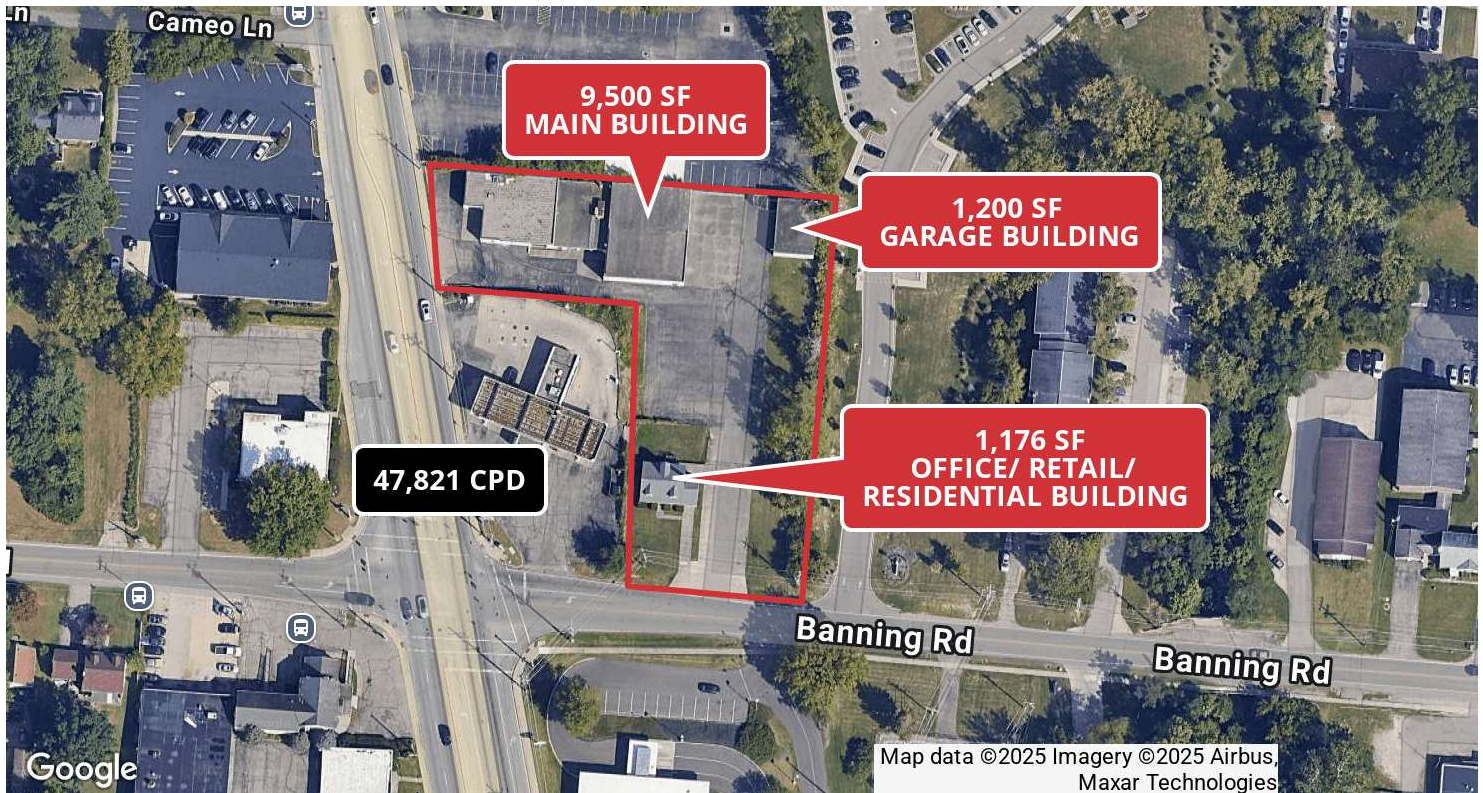 Ln
Cameo Ln
9,500 SF
MAIN BUILDING
1,200 SF
GARAGE BUILDING
1,176 SF
OFFICE/ RETAIL/
RESIDENTIAL BUILDING
47,821 CPD
Banning Rd
Banning Rd
Google
Map data ©2025 Imagery ©2025 Airbus,
Maxar Technologies